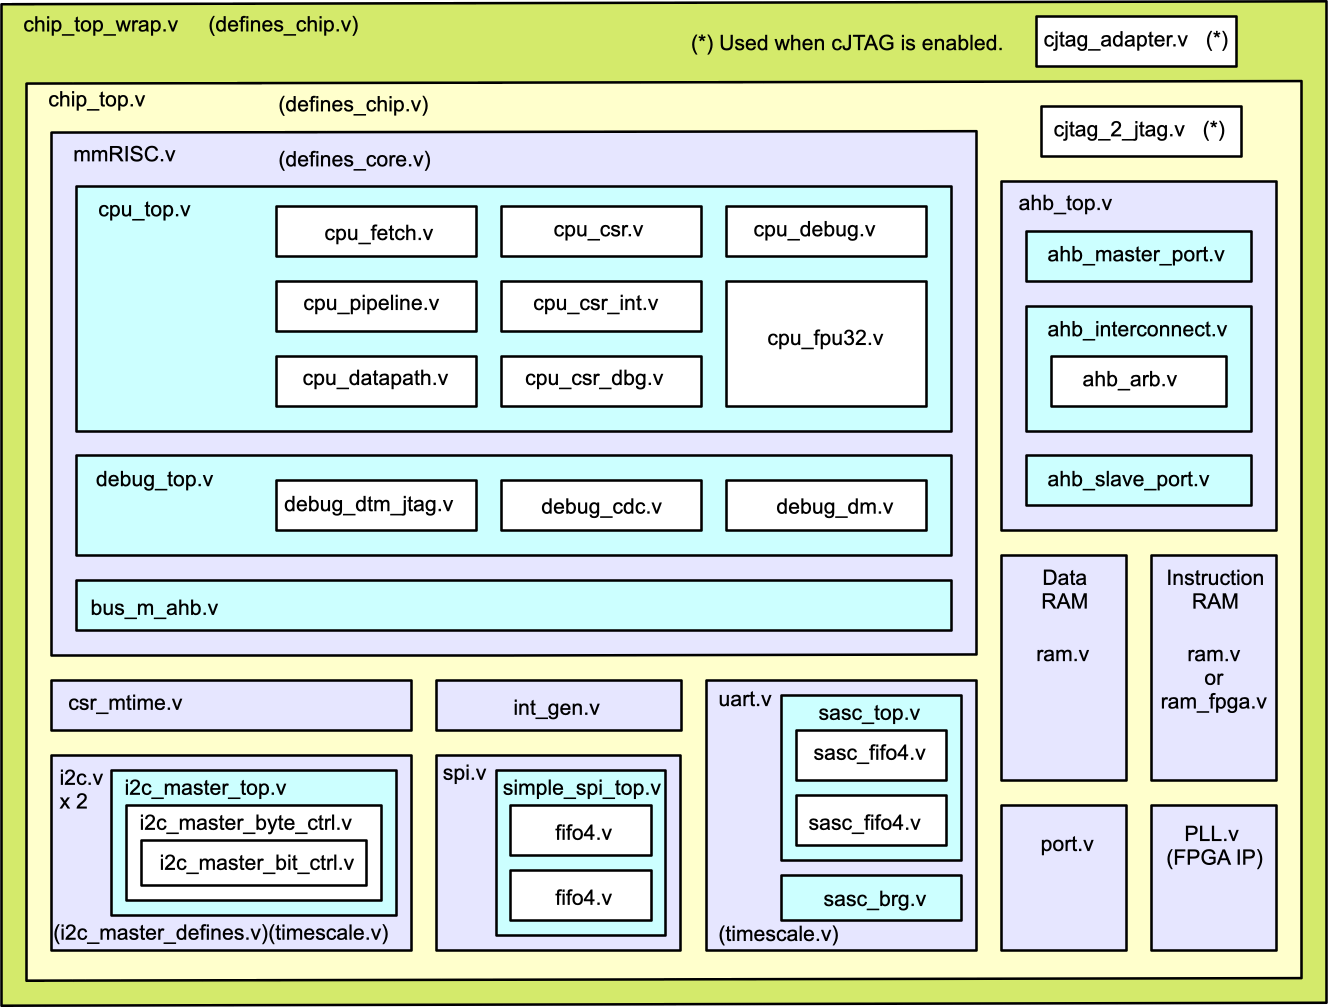 chip_top_wrap.v (defines_chip.v)
(*) Used when cJTAG is enabled.
cjtag_adapter.v (*)
chip_top.v (defines_chip.v)
cjtag_2_jtag.v (*)
mmRISC.v (defines_core.v)
cpu_top.v
cpu_fetch.v
cpu_csr.v
cpu_debug.v
cpu_pipeline.v
cpu_csr_int.v
cpu_fpu32.v
cpu_datapath.v
cpu_csr_dbg.v
debug_top.v
debug_dtm_jtag.v
debug_cdc.v
debug_dm.v
bus_m_ahb.v
ahb_top.v
ahb_master_port.v
ahb_interconnect.v
ahb_arb.v
ahb_slave_port.v
Data
RAM
ram.v
Instruction
RAM
ram.v
or
ram_fpga.v
csr_mtime.v
int_gen.v
uart.v
sasc_top.v
sasc_fifo4.v
sasc_fifo4.v
sasc_brg.v
(timescale.v)
i2c.v
x 2
i2c_master_top.v
i2c_master_byte_ctrl.v
i2c_master_bit_ctrl.v
(i2c_master_defines.v)(timescale.v)
spi.v
simple_spi_top.v
fifo4.v
fifo4.v
port.v
PLL.v
(FPGA IP)